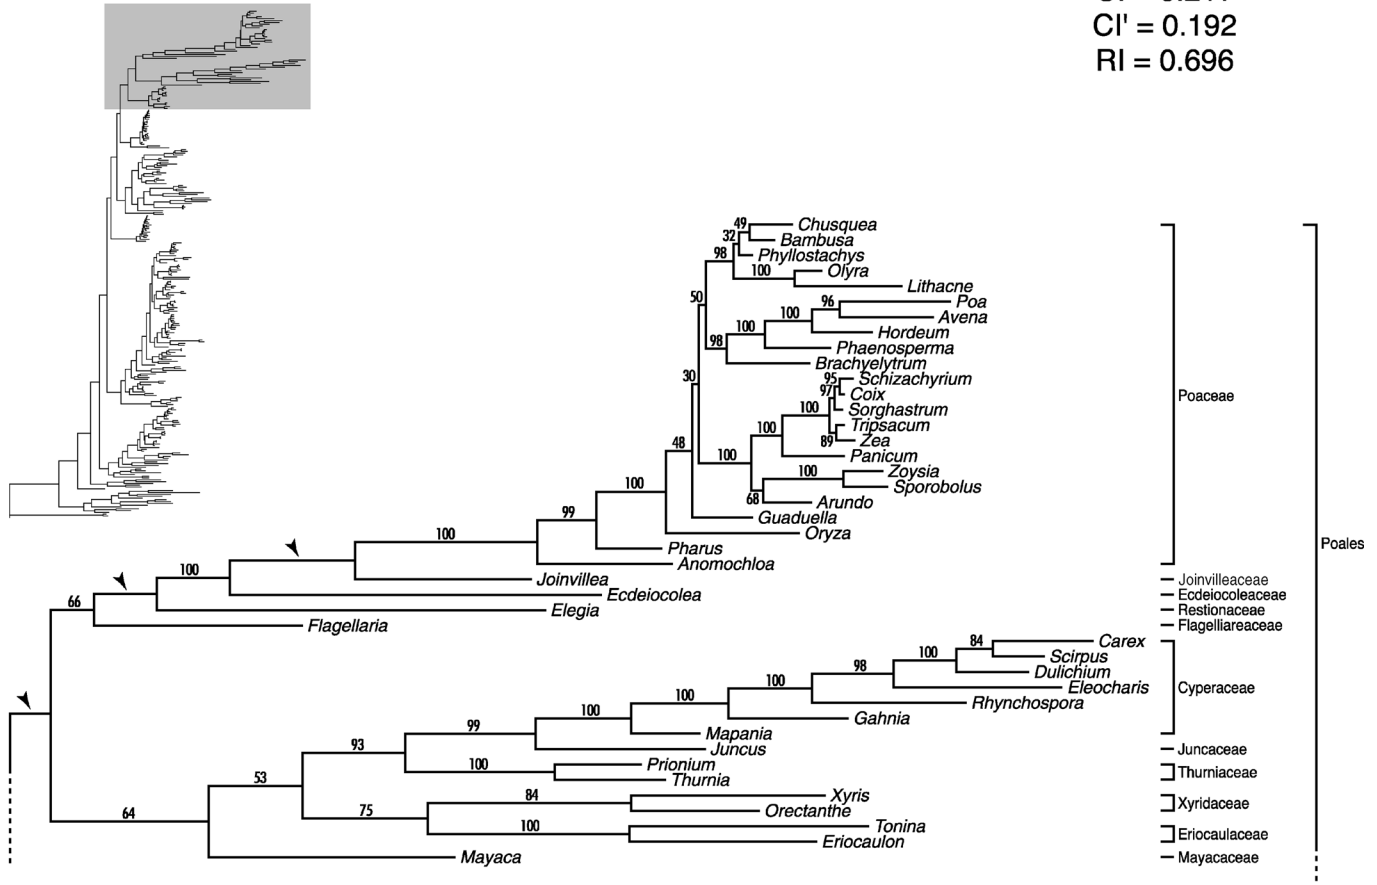 CI' = 0.192
RI = 0.696
49
Chusquea
32
Bambusa
98
Phyllostachys
100
Olyra
Lithacne
50
96
Poa
100
Avena
100
Hordeum
98
Phaenosperma
Brachyelytrum
30
95
Schizachyrium
97
Coix
Poaceae
100
Sorghastrum
Tripsacum
100
89
Zea
48
100
Panicum
100
Zoysia
Sporobolus
100
68
Arundo
99
Guaduella
Oryza
100
Pharus
Poales
Anomochloa
100
Joinvillea
Joinvilleaceae
Ecdeiocolea
Ecdeiocoleaceae
66
Elegia
Restionaceae
Flagellaria
Flagelliareaceae
84
Carex
100
Scirpus
98
Dulichium
100
Eleocharis
Cyperaceae
100
Rhynchospora
100
Gahnia
99
Mapania
93
Juncus
Juncaceae
100
Prionium
Thurniaceae
Thurnia
53
84
Xyris
Xyridaceae
64
75
Orectanthe
100
Tonina
Eriocaulaceae
Eriocaulon
Mayaca
Mayacaceae